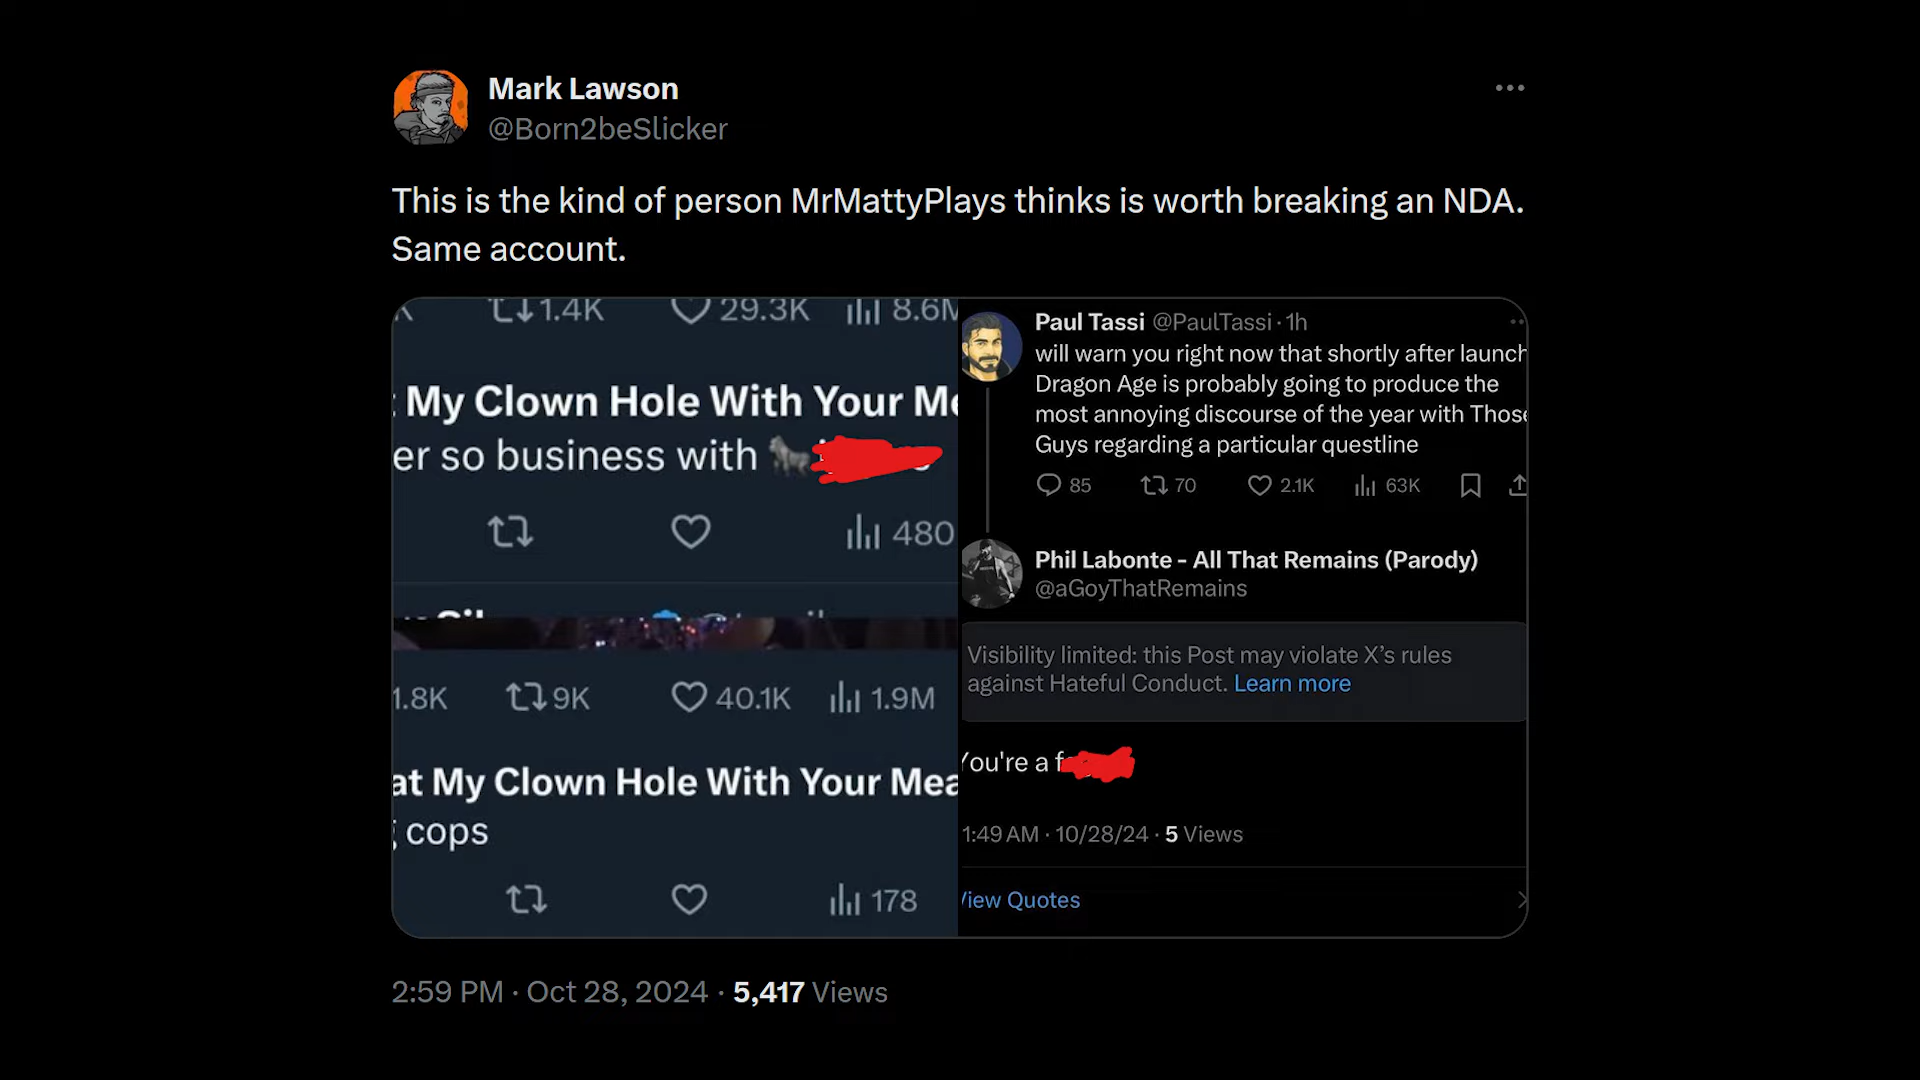 Mark Lawson
@Born2beSlicker
This is the kind of person MrMattyPlays thinks is worth breaking an NDA.
Same account.
1.4K 29.3K 8.6M
My Clown Hole With Your Me
er so business with
480
1.8K 9K 40.1K 1.9M
at My Clown Hole With Your Mea
cops
178
Paul Tassi @PaulTassi · 1h
will warn you right now that shortly after launch
Dragon Age is probably going to produce the
most annoying discourse of the year with Those
Guys regarding a particular questline
85 70 2.1K 63K
Phil Labonte - All That Remains (Parody)
@aGoyThatRemains
Visibility limited: this Post may violate X's rules
against Hateful Conduct. Learn more
You're a
1:49 AM · 10/28/24 · 5 Views
View Quotes
2:59 PM · Oct 28, 2024 · 5,417 Views